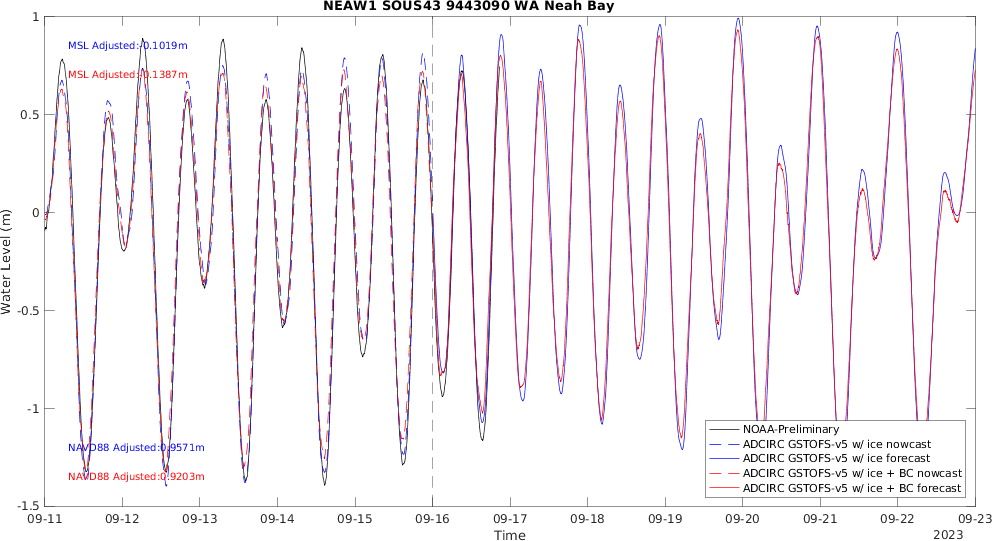 NEAW1 SOUS43 9443090 WA Neah Bay
MSL Adjusted:-0.1019m
MSL Adjusted:-0.1387m
NAVD88 Adjusted:0.9571m
NAVD88 Adjusted:0.9203m
Water Level (m)
1
0.5
0
-0.5
-1
-1.5
NOAA-Preliminary
ADCIRC GSTOFS-v5 w/ ice nowcast
ADCIRC GSTOFS-v5 w/ ice forecast
ADCIRC GSTOFS-v5 w/ ice + BC nowcast
ADCIRC GSTOFS-v5 w/ ice + BC forecast
09-11 09-12 09-13 09-14 09-15 09-16 09-17 09-18 09-19 09-20 09-21 09-22 09-23
Time
2023